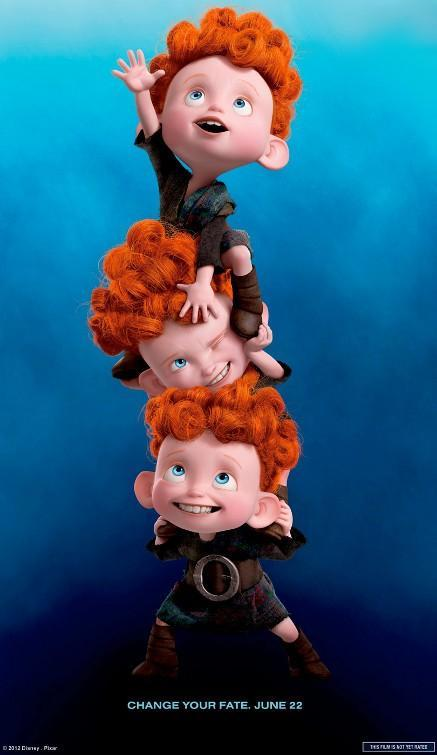 CHANGE YOUR FATE. JUNE 22
© 2012 Disney . Pixar
THIS FILM IS NOT YET RATED